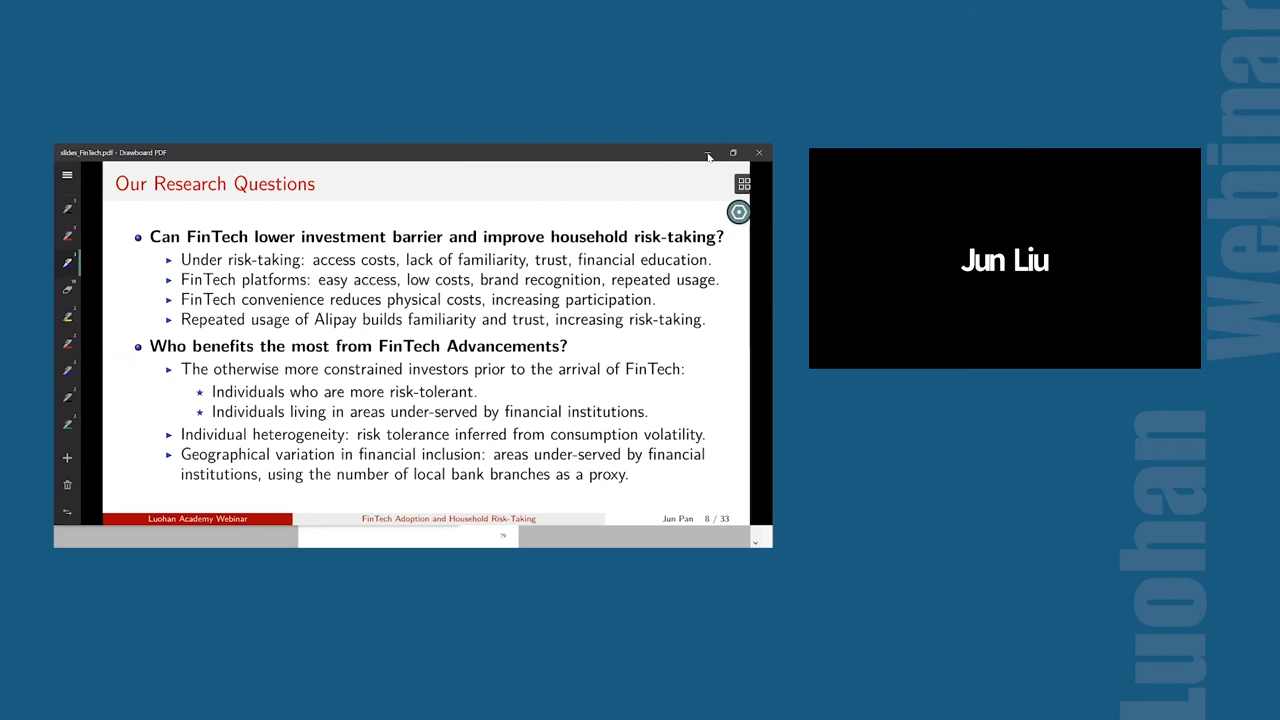 slides_FinTech.pdf - Drawboard PDF
Our Research Questions
Can FinTech lower investment barrier and improve household risk-taking?
Under risk-taking: access costs, lack of familiarity, trust, financial education.
FinTech platforms: easy access, low costs, brand recognition, repeated usage.
FinTech convenience reduces physical costs, increasing participation.
Repeated usage of Alipay builds familiarity and trust, increasing risk-taking.
Who benefits the most from FinTech Advancements?
The otherwise more constrained investors prior to the arrival of FinTech:
Individuals who are more risk-tolerant.
Individuals living in areas under-served by financial institutions.
Individual heterogeneity: risk tolerance inferred from consumption volatility.
Geographical variation in financial inclusion: areas under-served by financial
institutions, using the number of local bank branches as a proxy.
Luohan Academy Webinar
FinTech Adoption and Household Risk-Taking
Jun Pan 8 / 33
79
Jun Liu
Luohan Webinar